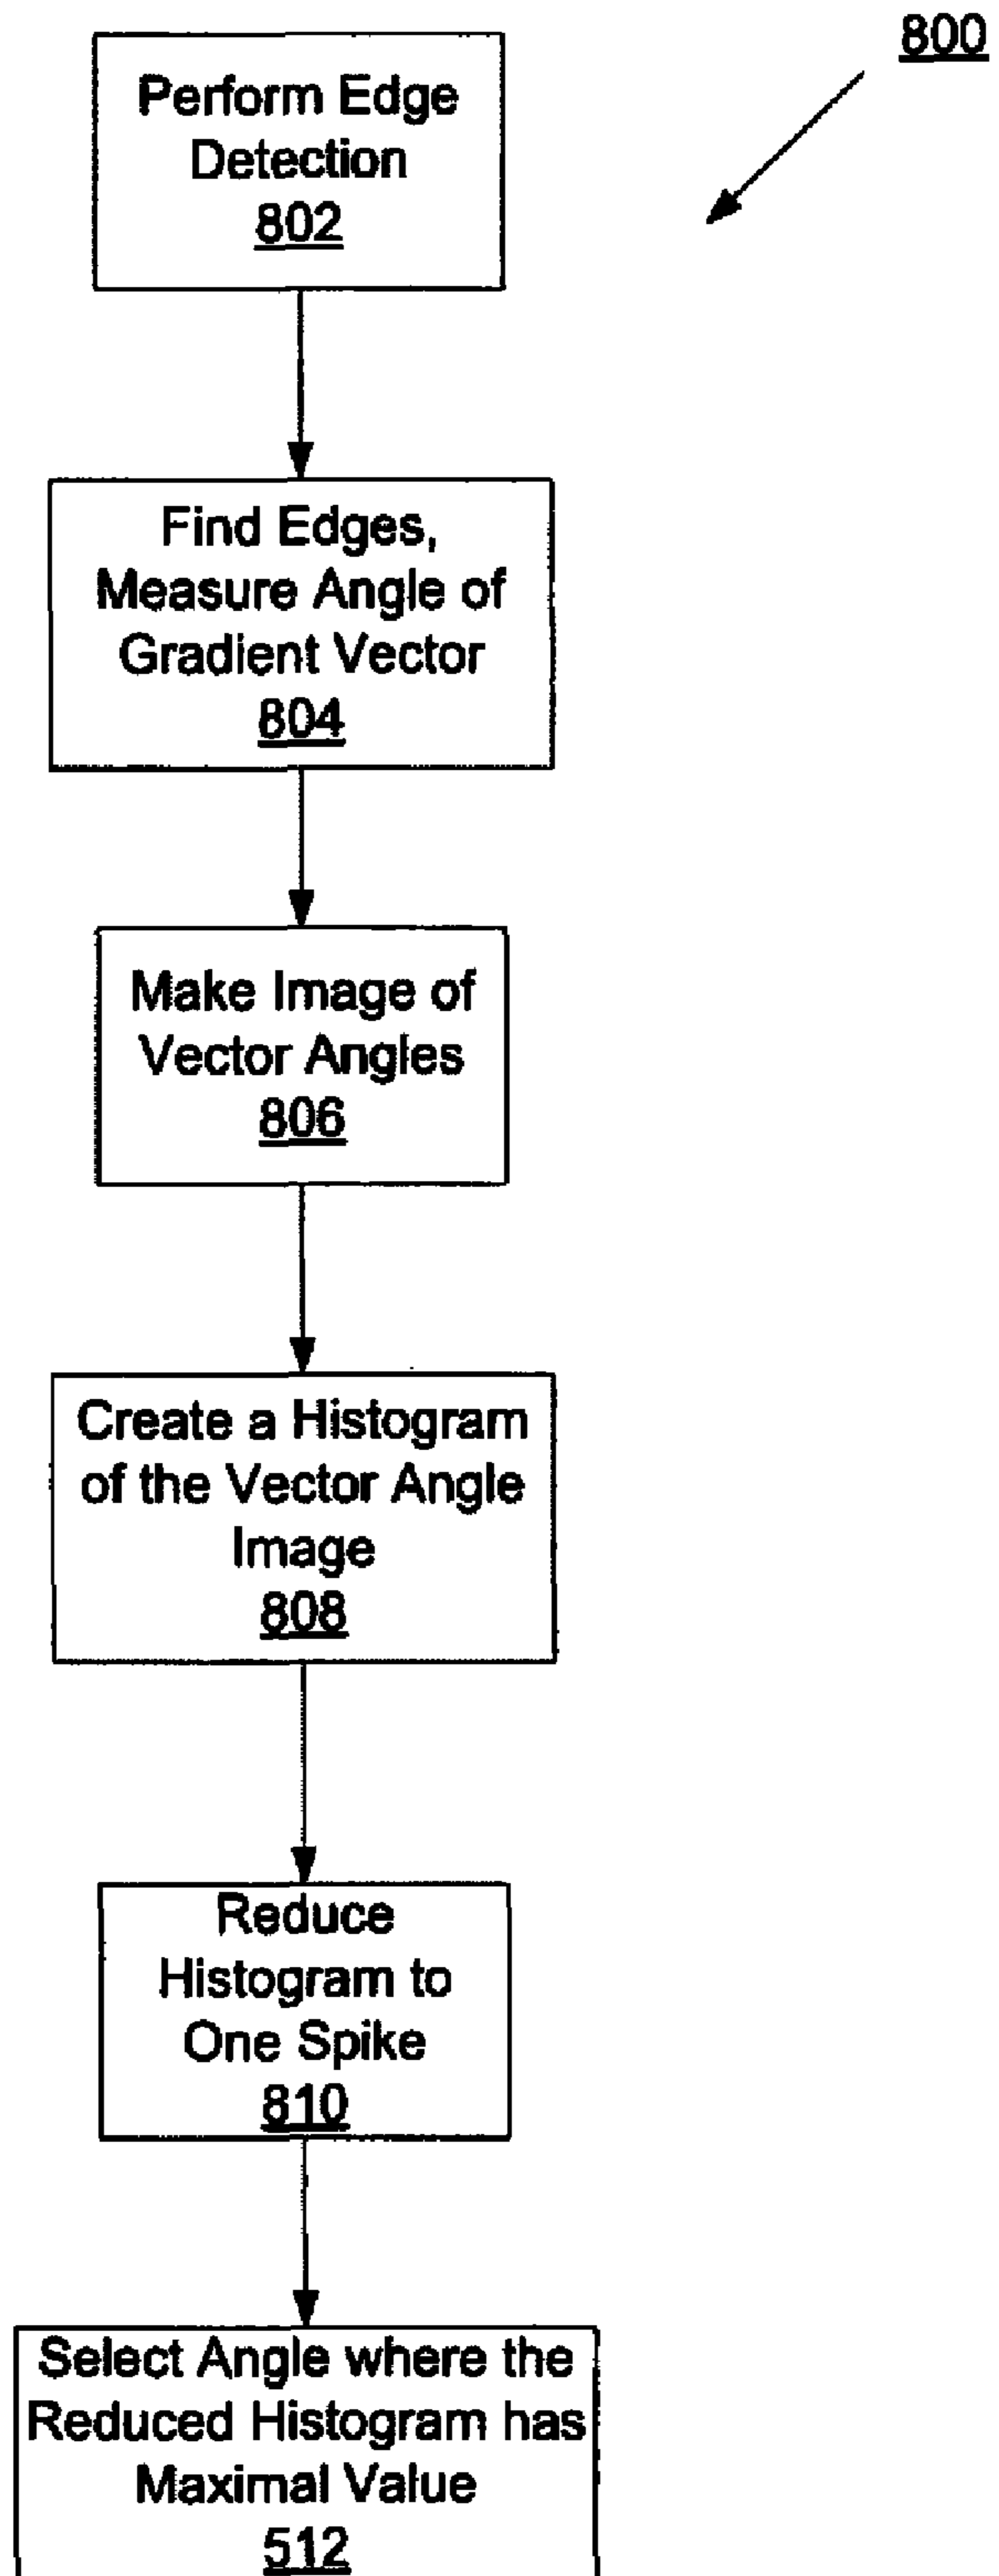 800
Perform Edge
Detection
802
Find Edges,
Measure Angle of
Gradient Vector
804
Make Image of
Vector Angles
806
Create a Histogram
of the Vector Angle
Image
808
Reduce
Histogram to
One Spike
810
Select Angle where the
Reduced Histogram has
Maximal Value
512